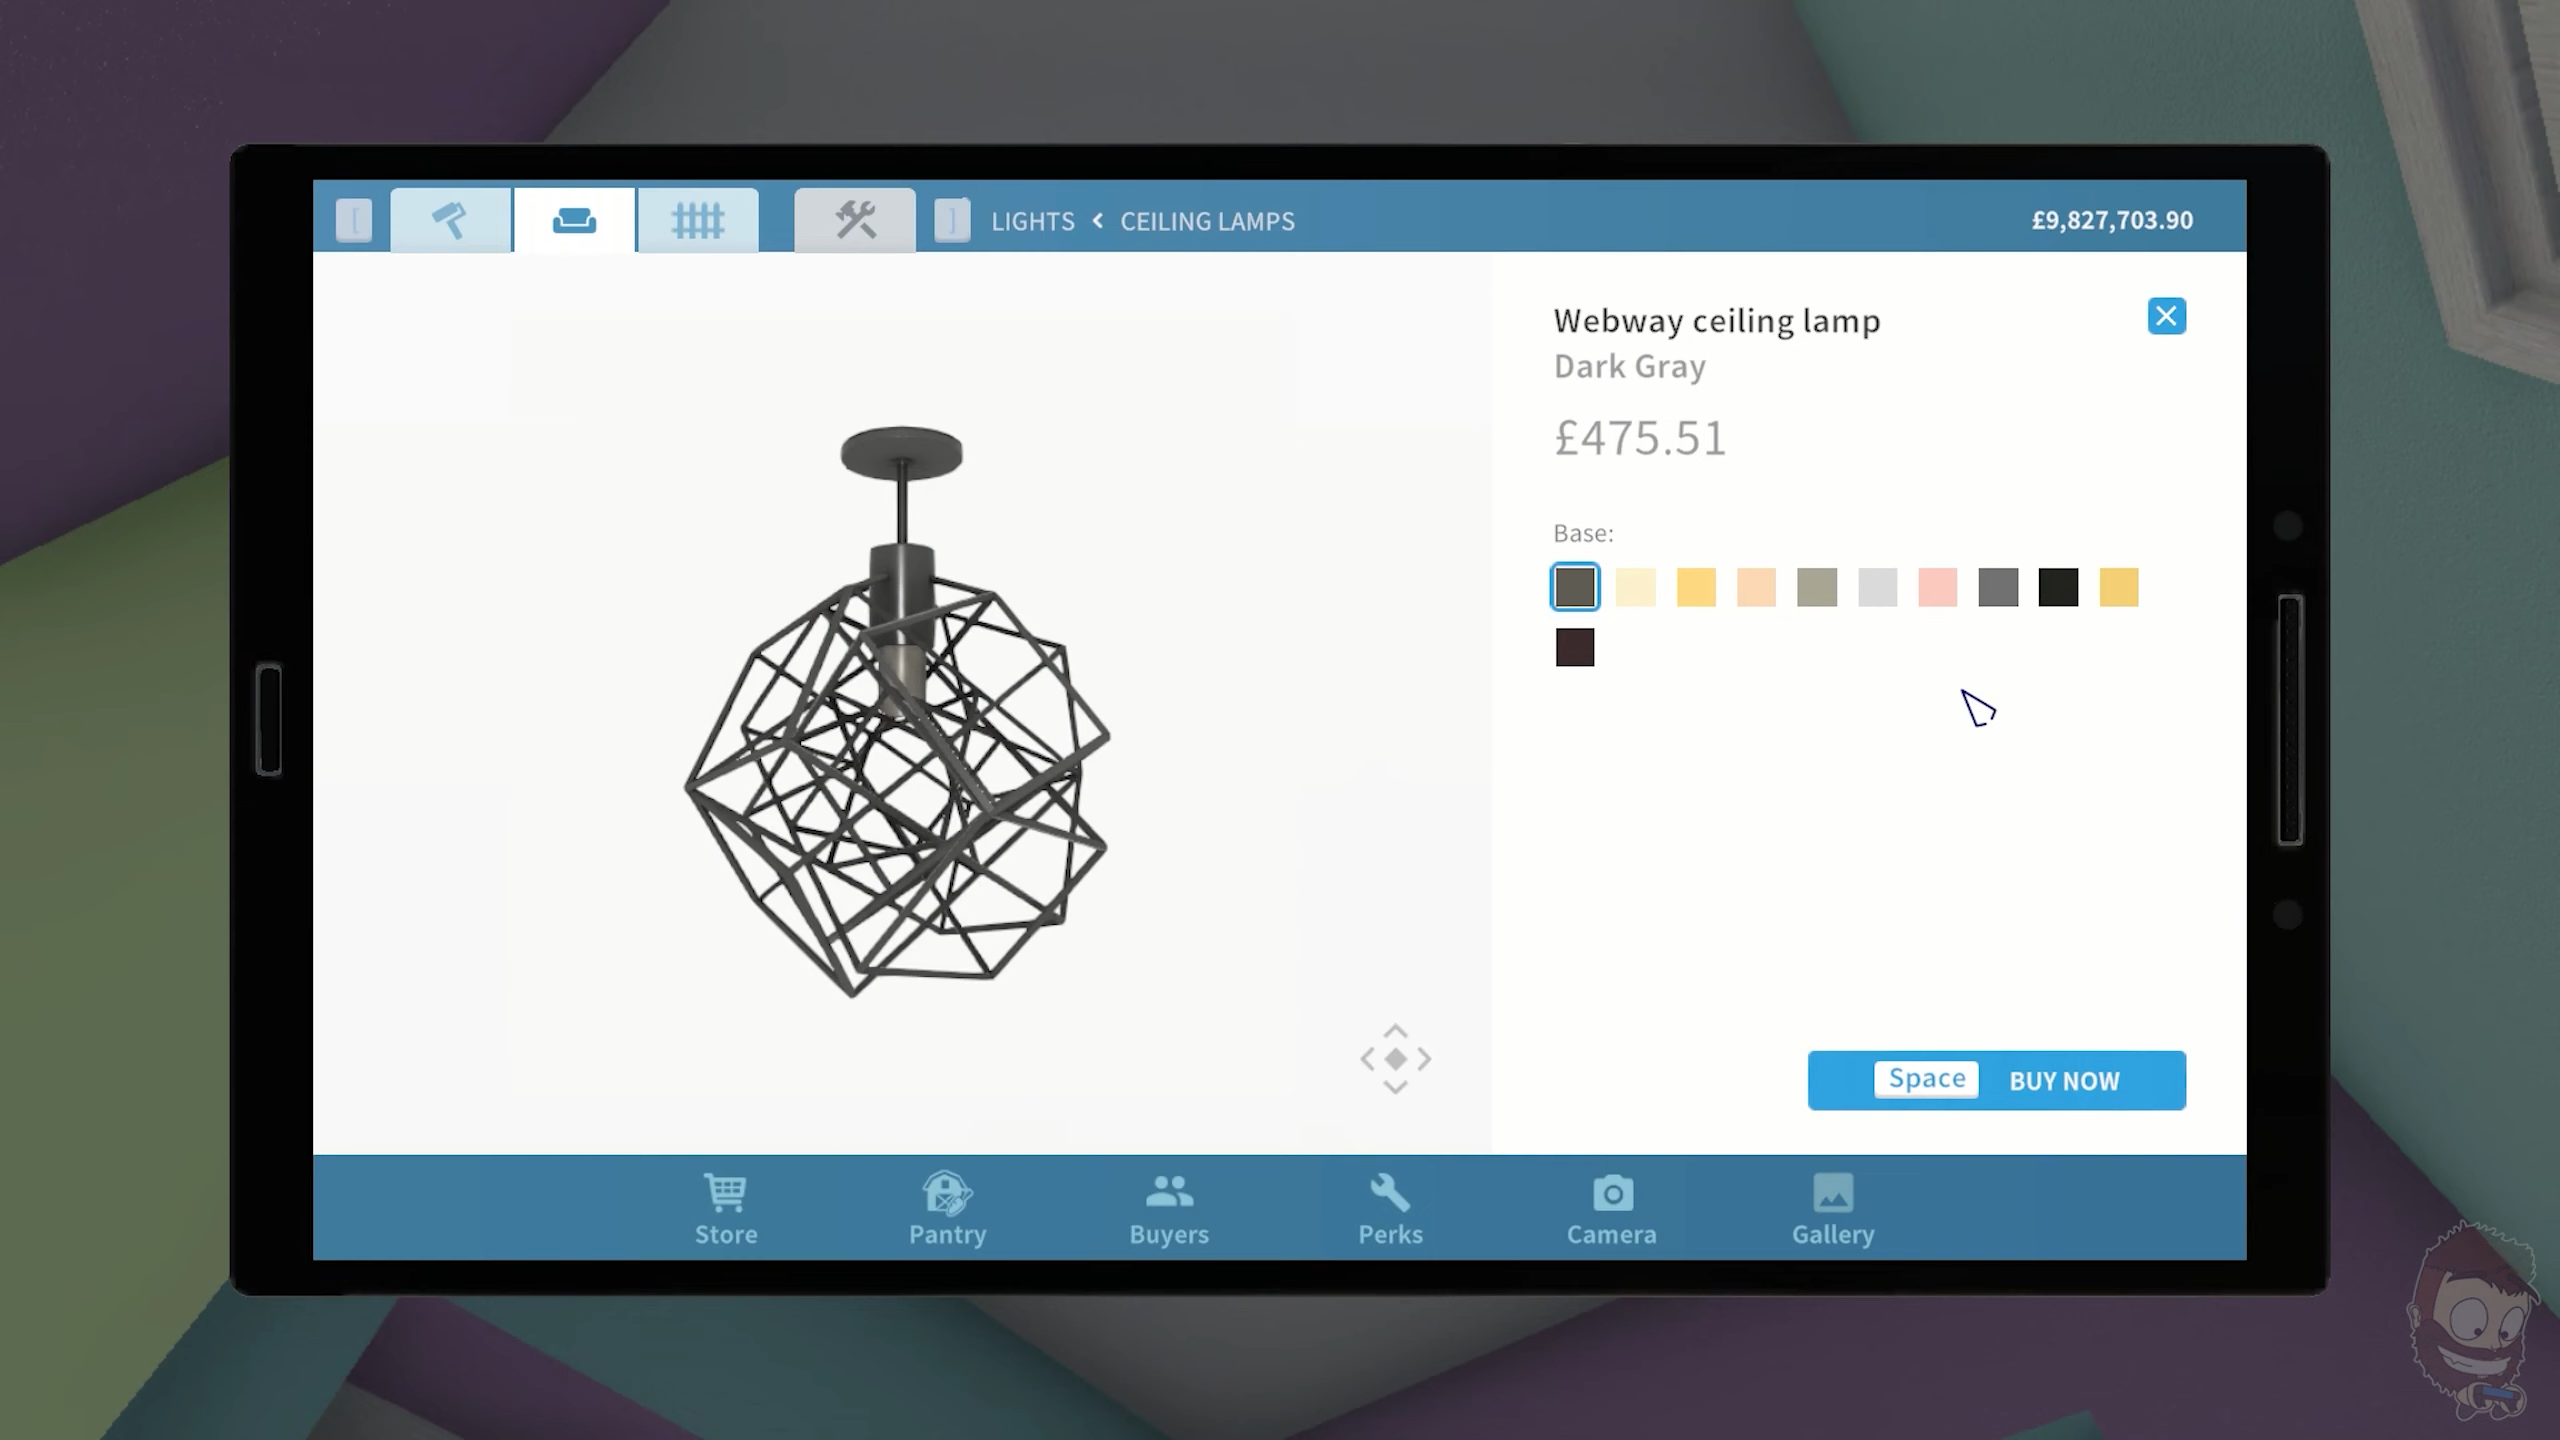 [
]
LIGHTS < CEILING LAMPS
£9,827,703.90
Webway ceiling lamp
Dark Gray
£475.51
Base:
Space BUY NOW
Store Pantry Buyers Perks Camera Gallery